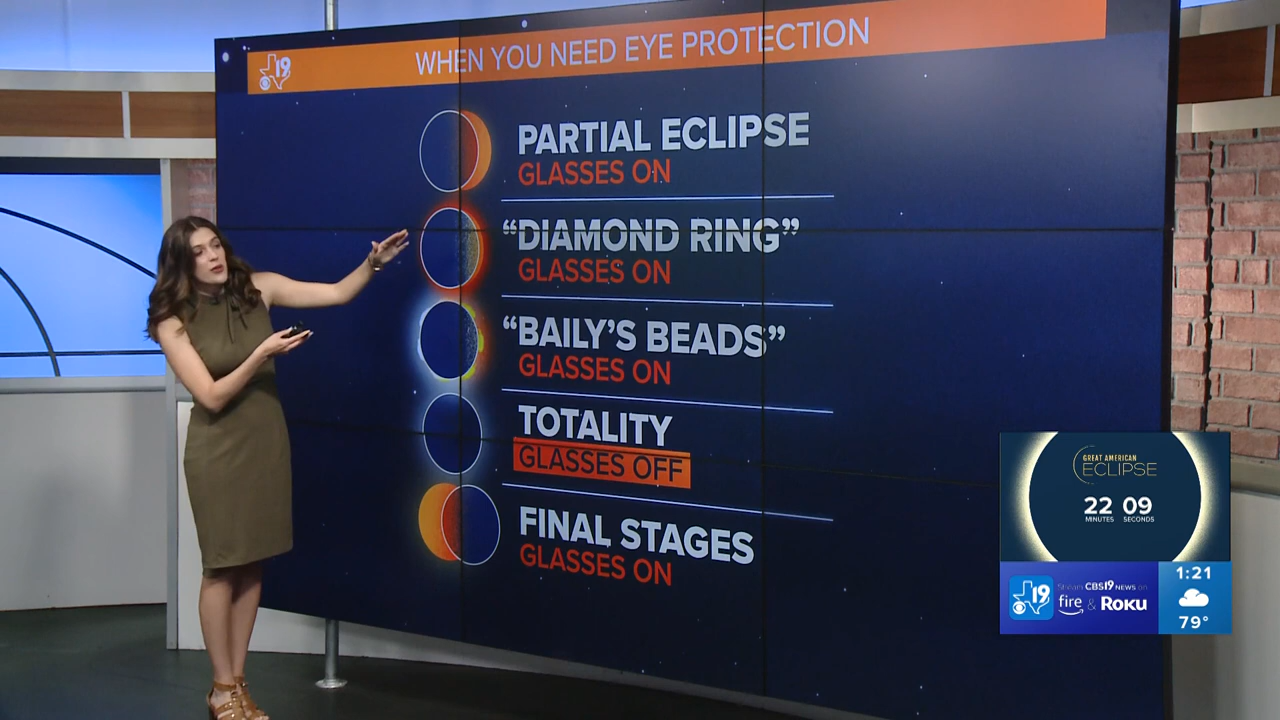 19
WHEN YOU NEED EYE PROTECTION
PARTIAL ECLIPSE
GLASSES ON
“DIAMOND RING”
GLASSES ON
“BAILY’S BEADS”
GLASSES ON
TOTALITY
GLASSES OFF
FINAL STAGES
GLASSES ON
GREAT AMERICAN
ECLIPSE
22 09
MINUTES SECONDS
19
Stream CBS19 NEWS on
fire & Roku
1:21
79°